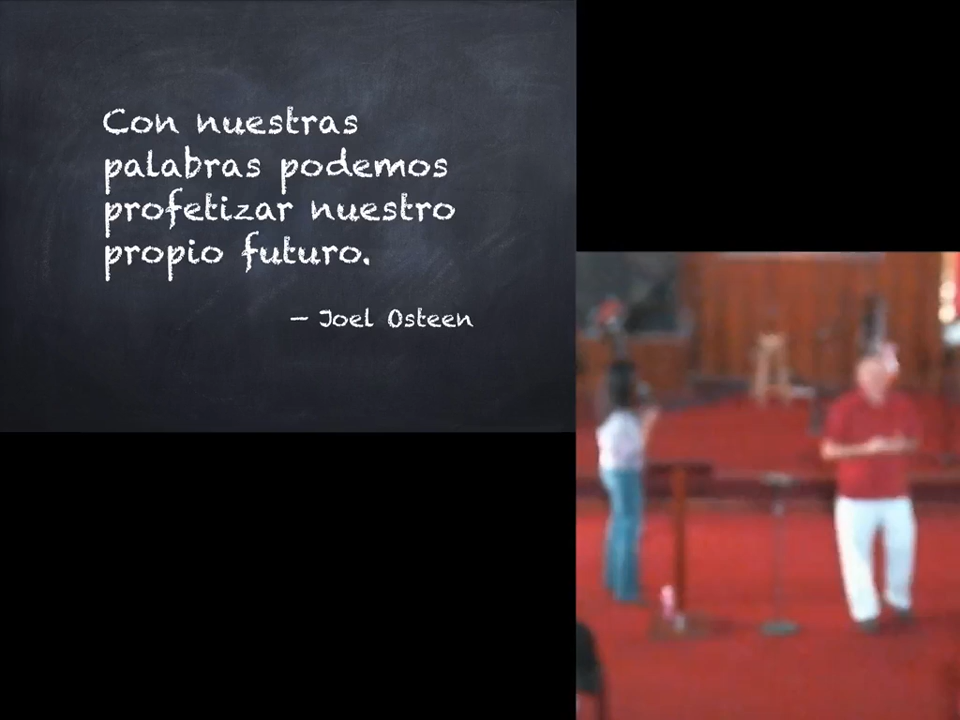 Con nuestras
palabras podemos
profetizar nuestro
propio futuro.
— Joel Osteen